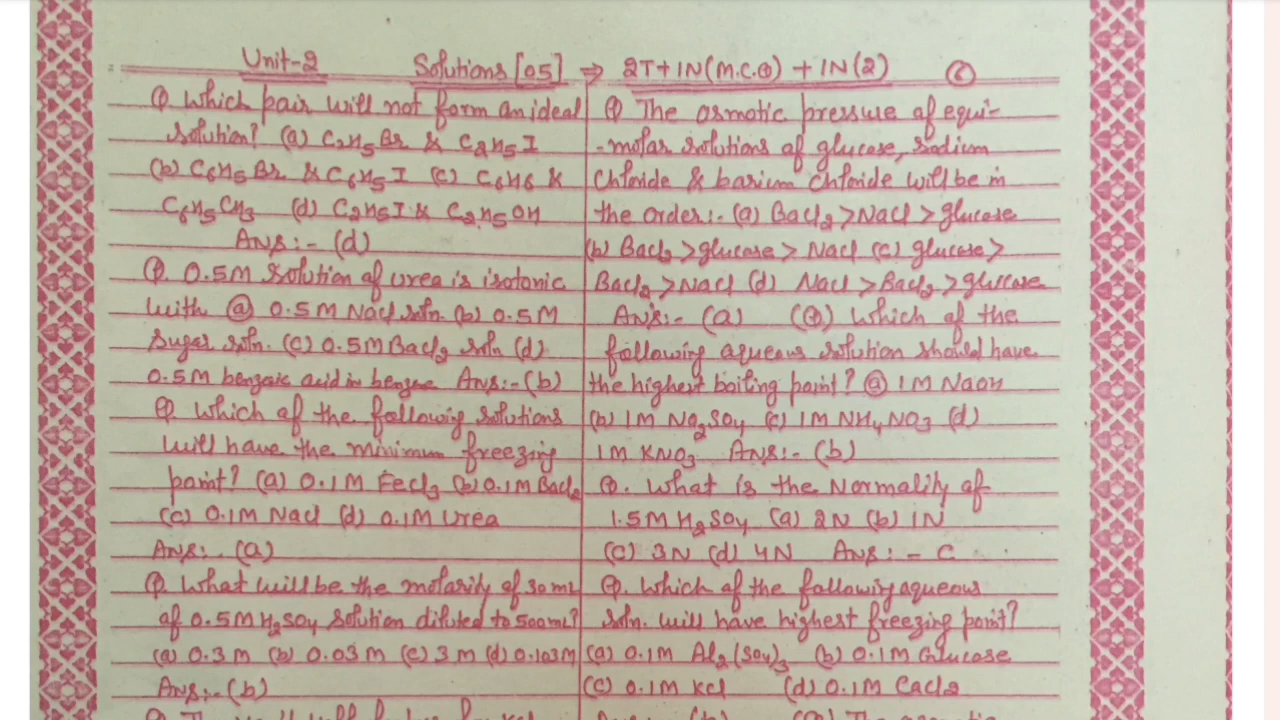 Unit-2 Solutions [05] ⇒ 2T+1N(M.C.Q) + 1N(2)
Q Which pair will not form an ideal
solution? (a) C2H5Br & C2H5I
(b) C6H5Br & C6H5I (c) C6H6 &
C6H5CH3 (d) C2H5I & C2H5OH
Ans:- (d)
Q 0.5M solution of urea is isotonic
with (a) 0.5M NaCl soln. (b) 0.5M
Sugar soln. (c) 0.5M BaCl2 soln (d)
0.5M benzoic acid in benzene Ans:-(b)
Q Which of the following solutions
will have the minimum freezing
point? (a) 0.1M FeCl3 (b) 0.1M BaCl2
(c) 0.1M NaCl (d) 0.1M Urea
Ans:. (a)
Q. What will be the molarity of 30 mL
of 0.5M H2SO4 solution diluted to 500mL?
(a) 0.3M (b) 0.03M (c) 3M (d) 0.103M
Ans:-(b)
Q The osmotic pressure of equi-
-molar solutions of glucose, sodium
Chloride & barium chloride will be in
the order:- (a) BaCl2 > NaCl > glucose
(b) BaCl2 > glucose > NaCl (c) glucose >
BaCl2 > NaCl (d) NaCl > BaCl2 > glucose
Ans:- (a) (Q) Which of the
following aqueous solution should have
the highest boiling point? (a) 1M NaOH
(b) 1M Na2SO4 (c) 1M NH4NO3 (d)
1M KNO3 Ans:- (b)
Q. What is the Normality of
1.5M H2SO4 (a) 2N (b) 1N
(c) 3N (d) 4N Ans:- C
Q. Which of the following aqueous
soln. will have highest freezing point?
(a) 0.1M Al2(SO4)3 (b) 0.1M Glucose
(c) 0.1M KCl (d) 0.1M CaCl2